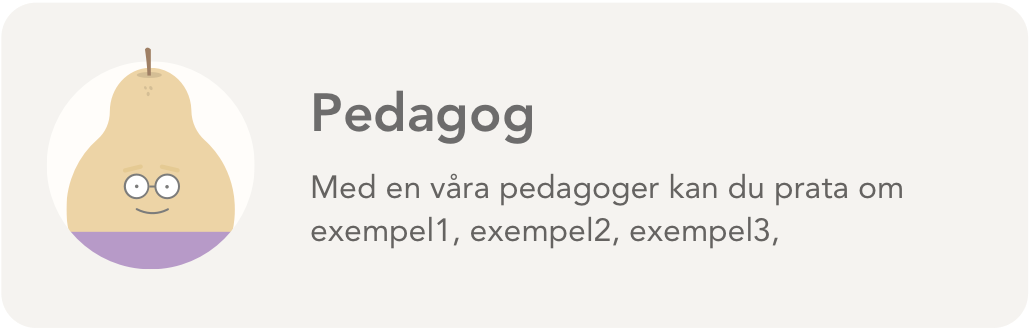 Pedagog
Med en våra pedagoger kan du prata om
exempel1, exempel2, exempel3,